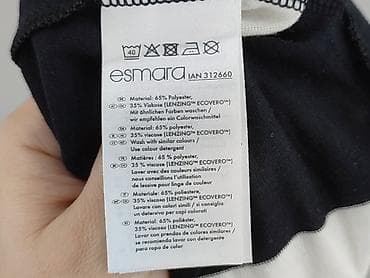 40
esmara IAN 312660
Material: 65% Polyester,
35% Viskose (LENZING™ ECOVERO™)
Mit ähnlichen Farben waschen/
wir empfehlen ein Colorwaschmittel
Material: 65% polyester,
35% viscose (LENZING™ ECOVERO™)
Wash with similar colours /
Use colour detergent
Matières : 65 % polyester,
35 % viscose (LENZING™ ECOVERO™)
Laver avec des couleurs similaires /
nous conseillons l'utilisation
de lessive pour linge de couleur
Materiale: 65% poliestere,
35% viscosa (LENZING™ ECOVERO™)
Lavare con colori simili / si consiglia
un detersivo per capi colorati
Material: 65% poliéster,
35 % viscosa (LENZING™ ECOVERO™)
Lavar con prendas de colores similares/
se recomienda lavar con detergente
para ropa de color